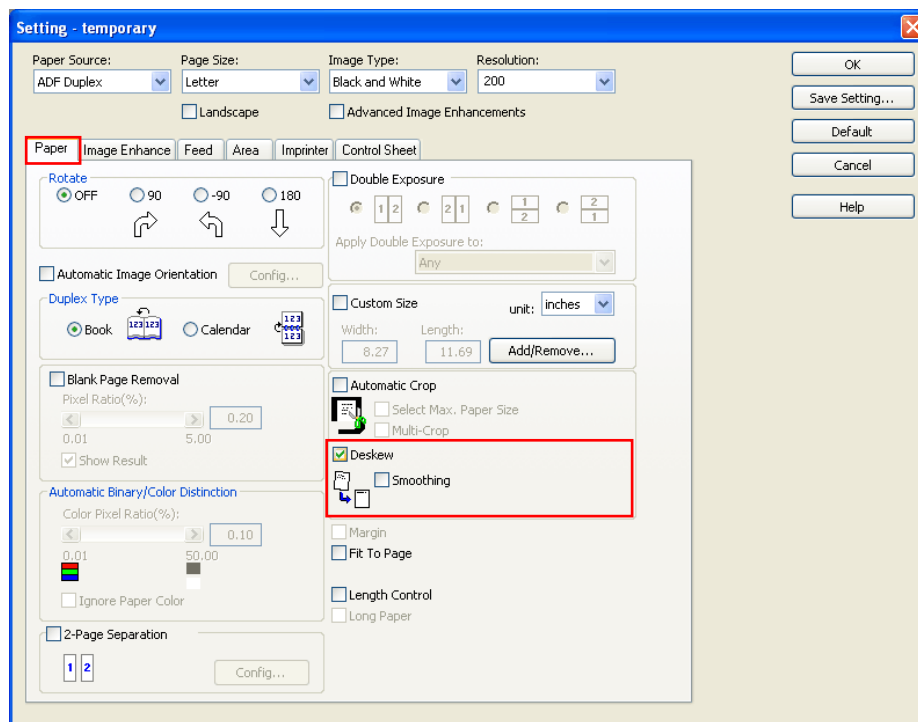 Setting - temporary
Paper Source: Page Size: Image Type: Resolution:
ADF Duplex Letter Black and White 200
Landscape Advanced Image Enhancements
OK
Save Setting...
Default
Cancel
Help
Paper Image Enhance Feed Area Imprinter Control Sheet
Rotate
OFF 90 -90 180
Automatic Image Orientation Config...
Duplex Type
Book 123 123 Calendar 123 123
Blank Page Removal
Pixel Ratio(%):
0.20
0.01 5.00
Show Result
Automatic Binary/Color Distinction
Color Pixel Ratio(%):
0.10
0.01 50.00
Ignore Paper Color
2-Page Separation
1 2 Config...
Double Exposure
1 2 2 1 1 2 2 1
Apply Double Exposure to:
Any
Custom Size unit: inches
Width: Length:
8.27 11.69 Add/Remove...
Automatic Crop
Select Max. Paper Size
Multi-Crop
Deskew
Smoothing
Margin
Fit To Page
Length Control
Long Paper